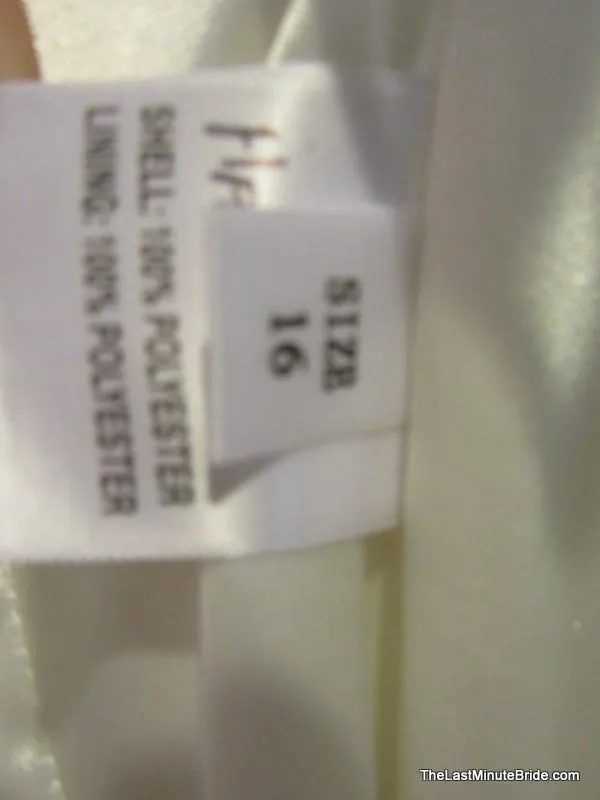 SIZE
16
SHELL: 100% POLYESTER
LINING: 100% POLYESTER
TheLastMinuteBride.com